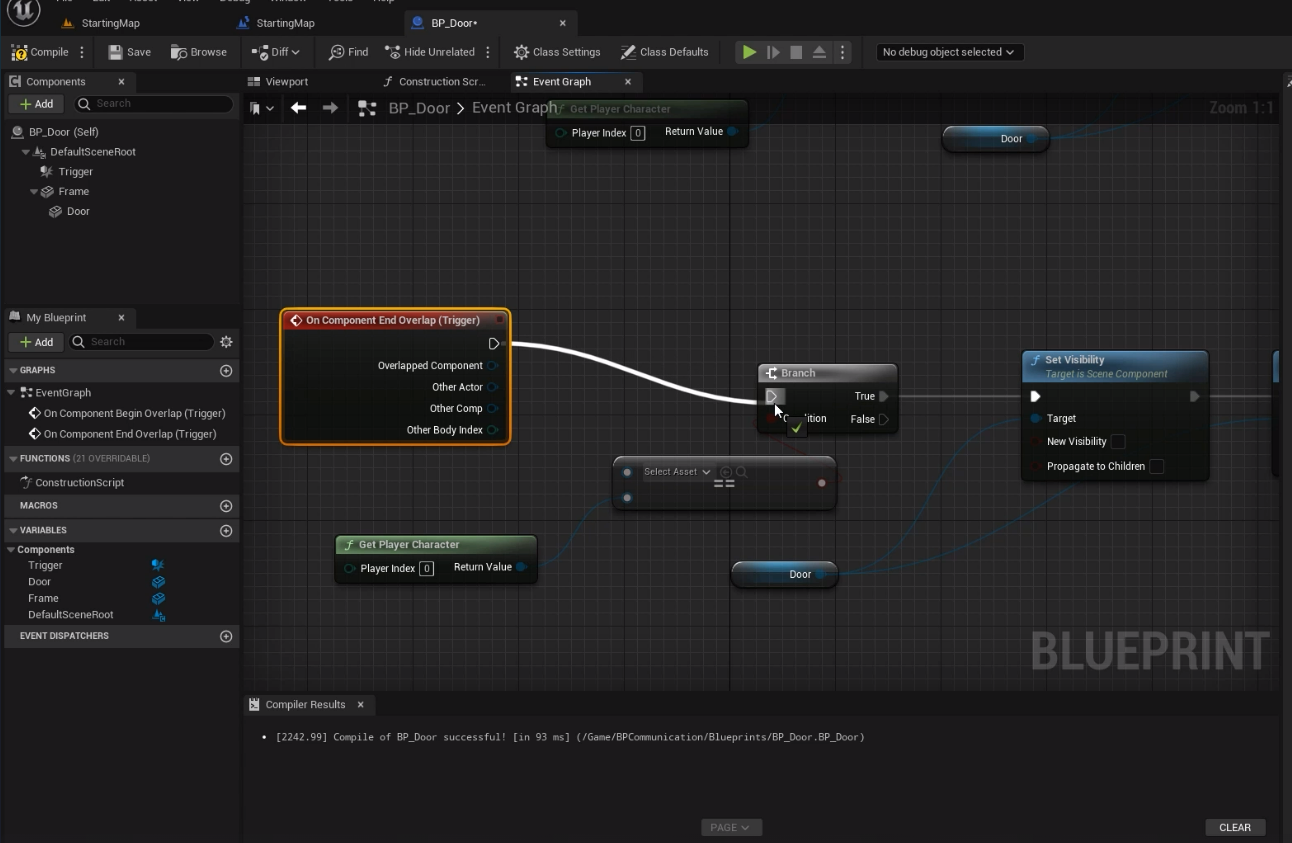 StartingMap
StartingMap
BP_Door•
Compile
Save
Browse
Diff
Find
Hide Unrelated
Class Settings
Class Defaults
No debug object selected
Components
Add
Search
BP_Door (Self)
DefaultSceneRoot
Trigger
Frame
Door
My Blueprint
Add
Search
GRAPHS
EventGraph
On Component Begin Overlap (Trigger)
On Component End Overlap (Trigger)
FUNCTIONS (21 OVERRIDABLE)
ConstructionScript
MACROS
VARIABLES
Components
Trigger
Door
Frame
DefaultSceneRoot
EVENT DISPATCHERS
Viewport
Construction Scr...
Event Graph
BP_Door > Event Graph
Zoom 1:1
Get Player Character
Player Index 0
Return Value
Door
On Component End Overlap (Trigger)
Overlapped Component
Other Actor
Other Comp
Other Body Index
Branch
True
False
Select Asset
==
Get Player Character
Player Index 0
Return Value
Door
Set Visibility
Target is Scene Component
Target
New Visibility
Propagate to Children
BLUEPRINT
Compiler Results
• [2242.99] Compile of BP_Door successful! [in 93 ms] (/Game/BPCommunication/Blueprints/BP_Door.BP_Door)
PAGE
CLEAR